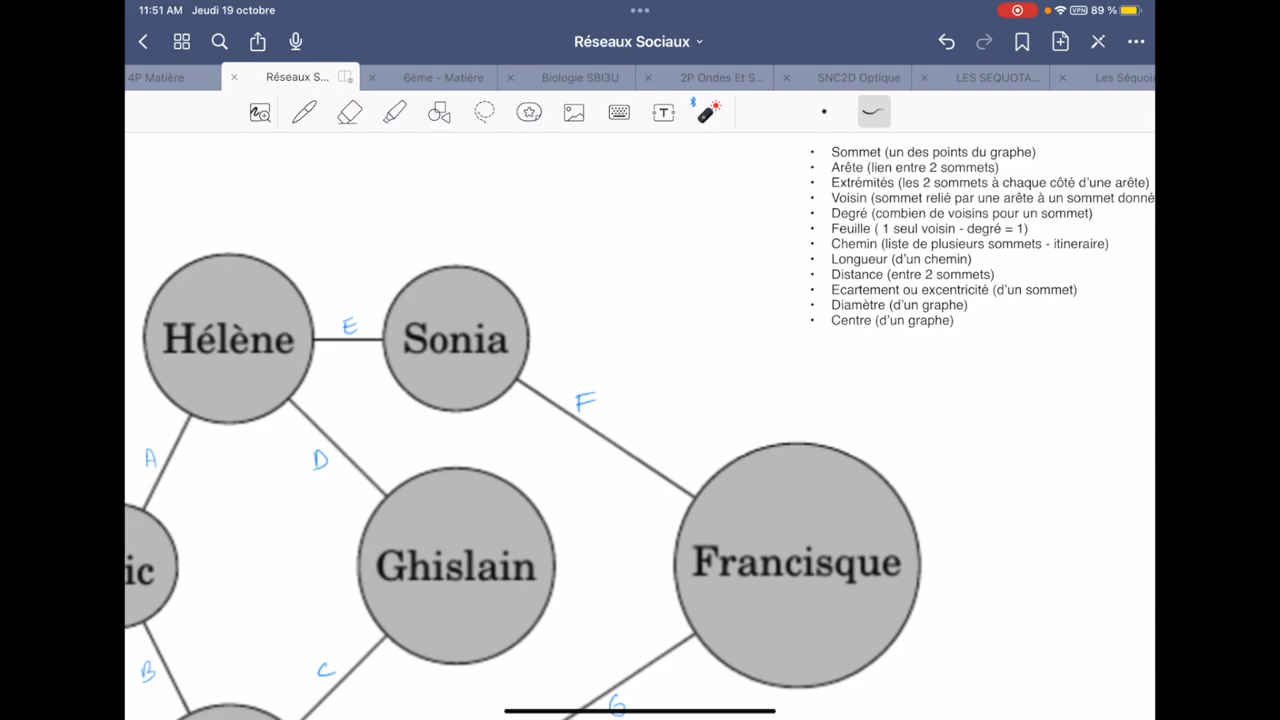 11:51 AM Jeudi 19 octobre
VPN 89 %
Réseaux Sociaux
4P Matière
Réseaux S...
6ème - Matière
Biologie SBI3U
2P Ondes Et S...
SNC2D Optique
LES SEQUOTA...
Les Séquoia
T
• Sommet (un des points du graphe)
• Arête (lien entre 2 sommets)
• Extrémités (les 2 sommets à chaque côté d'une arête)
• Voisin (sommet relié par une arête à un sommet donné
• Degré (combien de voisins pour un sommet)
• Feuille ( 1 seul voisin - degré = 1)
• Chemin (liste de plusieurs sommets - itineraire)
• Longueur (d'un chemin)
• Distance (entre 2 sommets)
• Ecartement ou excentricité (d'un sommet)
• Diamètre (d'un graphe)
• Centre (d'un graphe)
Hélène
E
Sonia
F
A
D
ic
Ghislain
Francisque
B
C
G